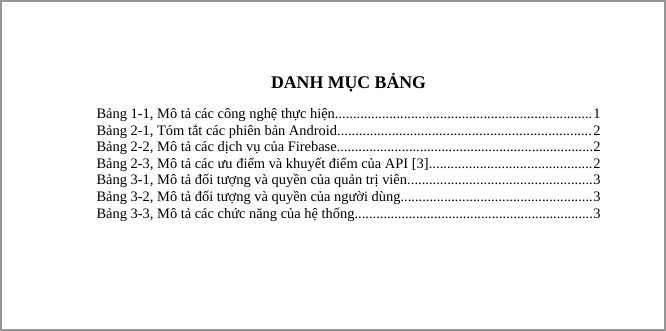 DANH MỤC BẢNG
Bảng 1-1, Mô tả các công nghệ thực hiện......................................................................1
Bảng 2-1, Tóm tắt các phiên bản Android.....................................................................2
Bảng 2-2, Mô tả các dịch vụ của Firebase.....................................................................2
Bảng 2-3, Mô tả các ưu điểm và khuyết điểm của API [3]............................................2
Bảng 3-1, Mô tả đối tượng và quyền của quản trị viên..................................................3
Bảng 3-2, Mô tả đối tượng và quyền của người dùng....................................................3
Bảng 3-3, Mô tả các chức năng của hệ thống.................................................................3